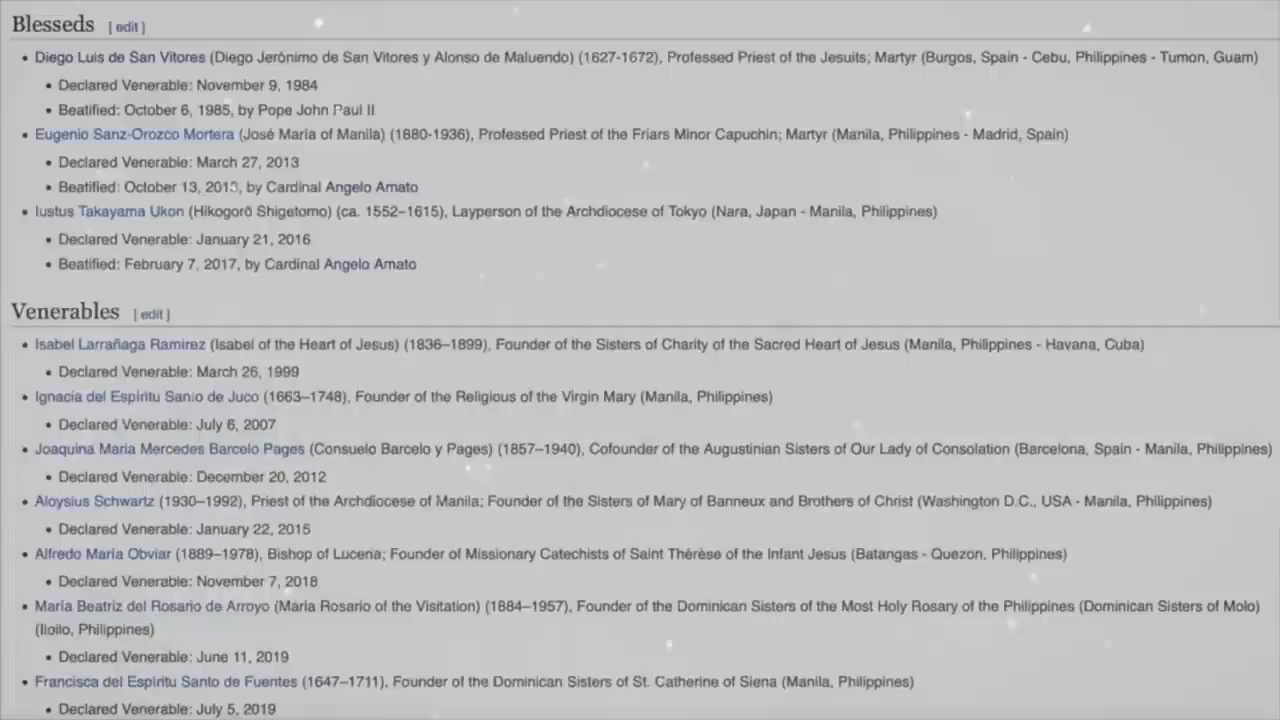 Blesseds [ edit ]
• Diego Luis de San Vitores (Diego Jerónimo de San Vitores y Alonso de Maluendo) (1627-1672), Professed Priest of the Jesuits; Martyr (Burgos, Spain - Cebu, Philippines - Tumon, Guam)
• Declared Venerable: November 9, 1984
• Beatified: October 6, 1985, by Pope John Paul II
• Eugenio Sanz-Orozco Mortera (José Maria of Manila) (1880-1936), Professed Priest of the Friars Minor Capuchin; Martyr (Manila, Philippines - Madrid, Spain)
• Declared Venerable: March 27, 2013
• Beatified: October 13, 2013, by Cardinal Angelo Amato
• Iustus Takayama Ukon (Hikogorō Shigetomo) (ca. 1552–1615), Layperson of the Archdiocese of Tokyo (Nara, Japan - Manila, Philippines)
• Declared Venerable: January 21, 2016
• Beatified: February 7, 2017, by Cardinal Angelo Amato
Venerables [ edit ]
• Isabel Larrañaga Ramirez (Isabel of the Heart of Jesus) (1836–1899), Founder of the Sisters of Charity of the Sacred Heart of Jesus (Manila, Philippines - Havana, Cuba)
• Declared Venerable: March 26, 1999
• Ignacia del Espíritu Santo de Juco (1663–1748), Founder of the Religious of the Virgin Mary (Manila, Philippines)
• Declared Venerable: July 6, 2007
• Joaquina Maria Mercedes Barcelo Pages (Consuelo Barcelo y Pages) (1857–1940), Cofounder of the Augustinian Sisters of Our Lady of Consolation (Barcelona, Spain - Manila, Philippines)
• Declared Venerable: December 20, 2012
• Aloysius Schwartz (1930–1992), Priest of the Archdiocese of Manila; Founder of the Sisters of Mary of Banneux and Brothers of Christ (Washington D.C., USA - Manila, Philippines)
• Declared Venerable: January 22, 2015
• Alfredo María Obviar (1889–1978), Bishop of Lucena; Founder of Missionary Catechists of Saint Thérèse of the Infant Jesus (Batangas - Quezon, Philippines)
• Declared Venerable: November 7, 2018
• María Beatriz del Rosario de Arroyo (Maria Rosario of the Visitation) (1884–1957), Founder of the Dominican Sisters of the Most Holy Rosary of the Philippines (Dominican Sisters of Molo)
(Iloilo, Philippines)
• Declared Venerable: June 11, 2019
• Francisca del Espíritu Santo de Fuentes (1647–1711), Founder of the Dominican Sisters of St. Catherine of Siena (Manila, Philippines)
• Declared Venerable: July 5, 2019